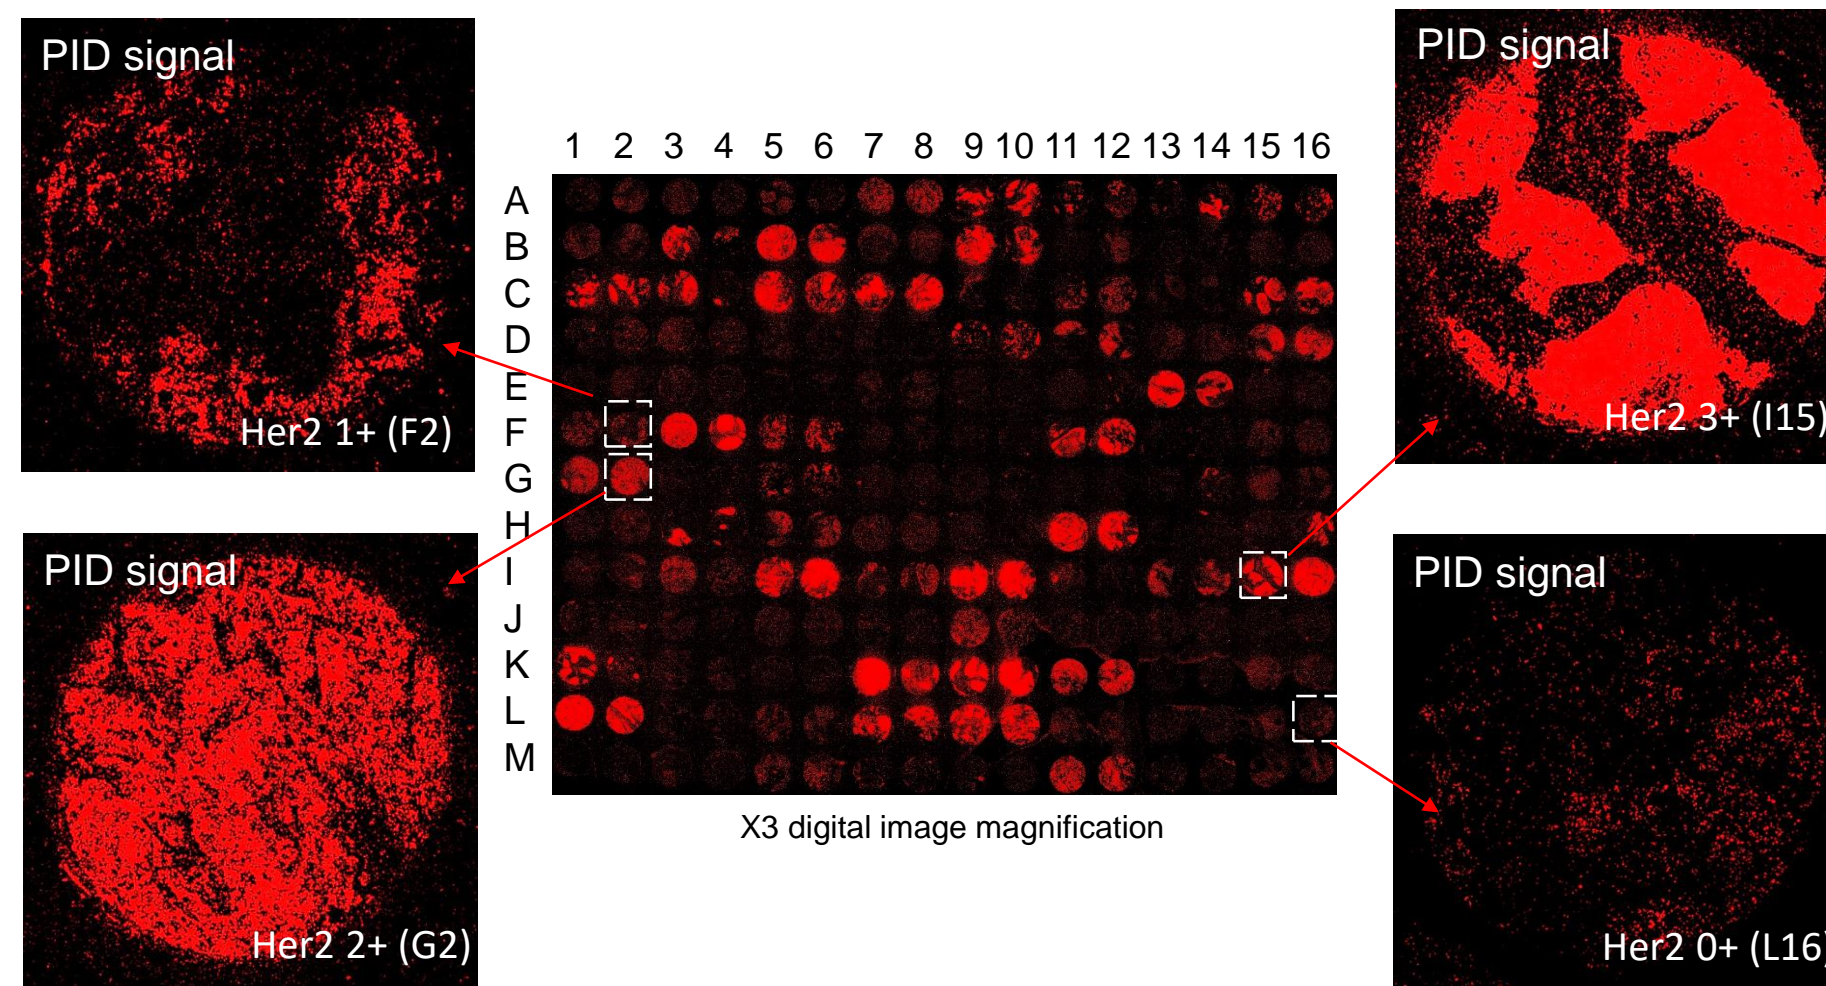 PID signal
Her2 1+ (F2)
PID signal
Her2 2+ (G2)
1 2 3 4 5 6 7 8 9 10 11 12 13 14 15 16
A
B
C
D
E
F
G
H
I
J
K
L
M
X3 digital image magnification
PID signal
Her2 3+ (I15)
PID signal
Her2 0+ (L16)